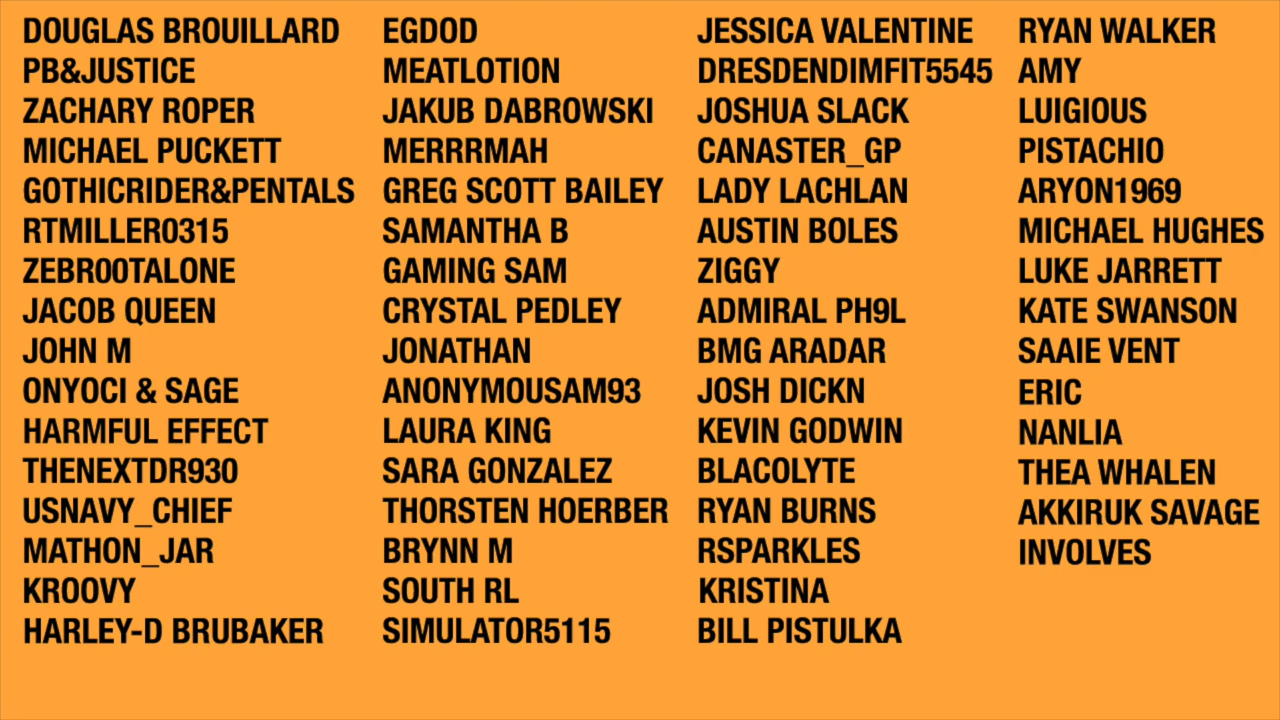 DOUGLAS BROUILLARD
PB&JUSTICE
ZACHARY ROPER
MICHAEL PUCKETT
GOTHICRIDER&PENTALS
RTMILLER0315
ZEBR00TALONE
JACOB QUEEN
JOHN M
ONYOCI & SAGE
HARMFUL EFFECT
THENEXTDR930
USNAVY_CHIEF
MATHON_JAR
KROOVY
HARLEY-D BRUBAKER
EGDOD
MEATLOTION
JAKUB DABROWSKI
MERRRMAH
GREG SCOTT BAILEY
SAMANTHA B
GAMING SAM
CRYSTAL PEDLEY
JONATHAN
ANONYMOUSAM93
LAURA KING
SARA GONZALEZ
THORSTEN HOERBER
BRYNN M
SOUTH RL
SIMULATOR5115
JESSICA VALENTINE
DRESDENDIMFIT5545
JOSHUA SLACK
CANASTER_GP
LADY LACHLAN
AUSTIN BOLES
ZIGGY
ADMIRAL PH9L
BMG ARADAR
JOSH DICKN
KEVIN GODWIN
BLACOLYTE
RYAN BURNS
RSPARKLES
KRISTINA
BILL PISTULKA
RYAN WALKER
AMY
LUIGIOUS
PISTACHIO
ARYON1969
MICHAEL HUGHES
LUKE JARRETT
KATE SWANSON
SAAIE VENT
ERIC
NANLIA
THEA WHALEN
AKKIRUK SAVAGE
INVOLVES